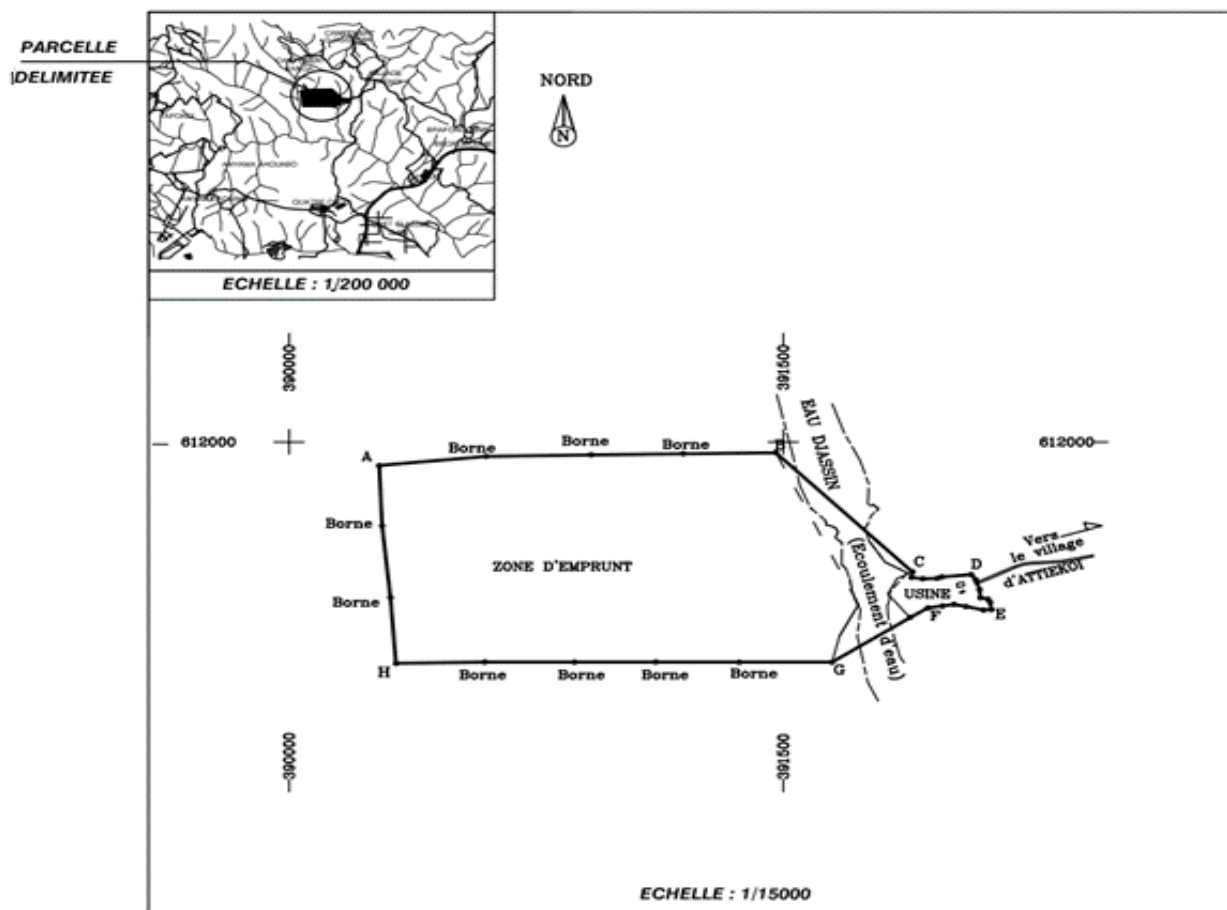 PARCELLE
DELIMITEE
NORD
N
ECHELLE : 1/200 000
390000
391500
612000
612000
A
Borne
Borne
Borne
B
EAU DJASSIN
Borne
ZONE D'EMPRUNT
(Ecoulement d'eau)
C
D
Vers
le village
d'ATTIEKOI
USINE
F
E
Borne
H
Borne
Borne
Borne
Borne
G
390000
391500
ECHELLE : 1/15000